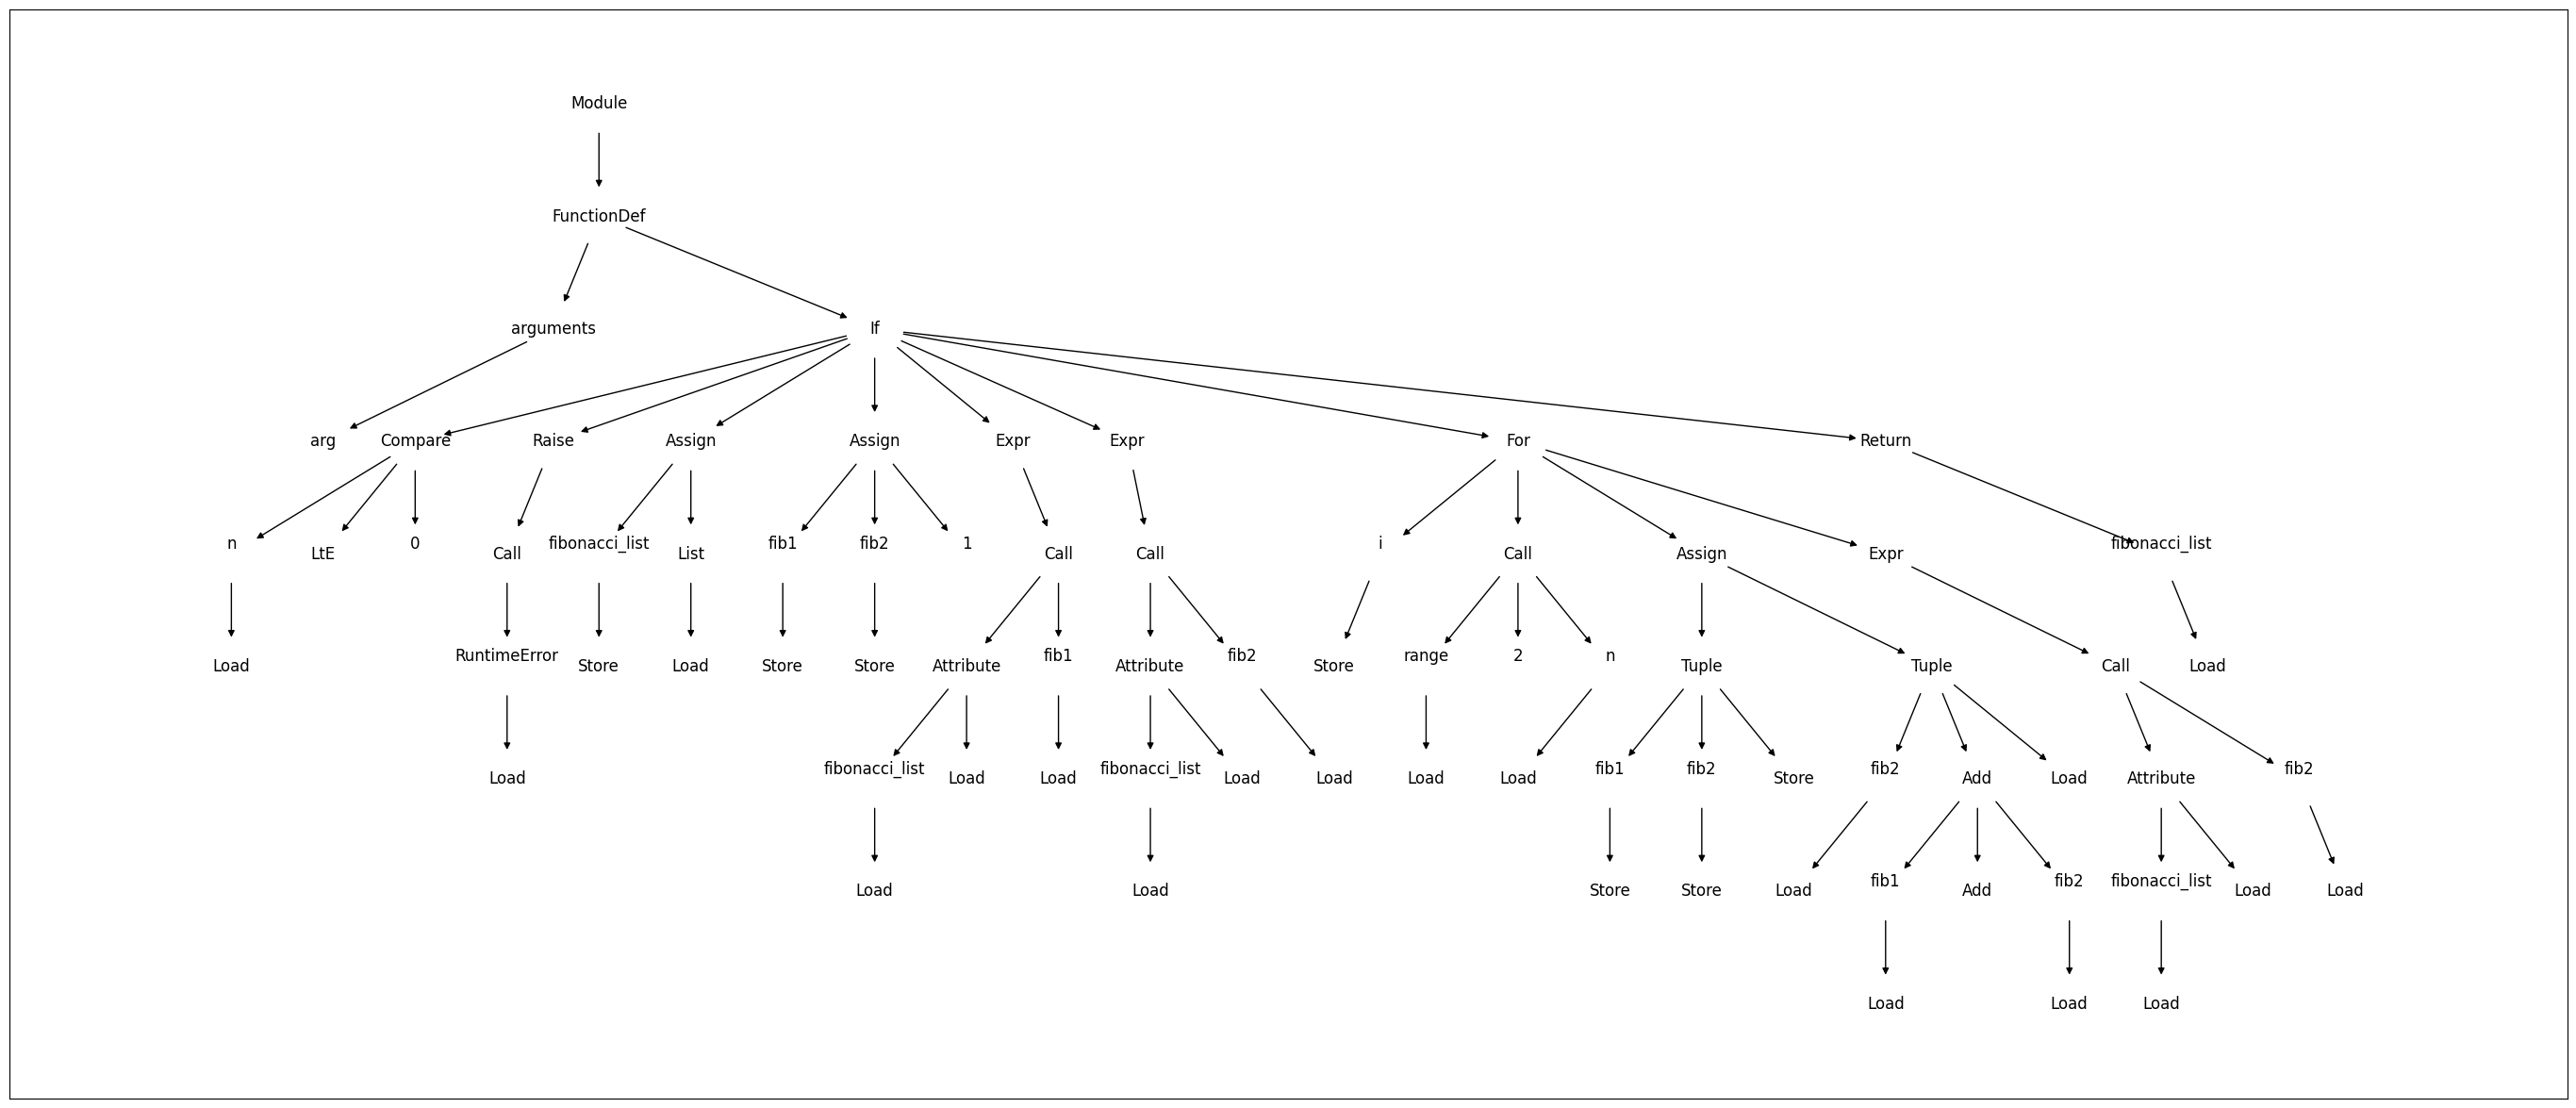 Module
FunctionDef
arguments If
arg Compare Raise Assign Assign Expr Expr For Return
n LtE 0 Call fibonacci_list List fib1 fib2 1 Call Call i Call Assign Expr fibonacci_list
Load RuntimeError Store Load Store Store Attribute fib1 Attribute fib2 Store range 2 n Tuple Tuple Call Load
Load fibonacci_list Load Load fibonacci_list Load Load Load Load fib1 fib2 Store fib2 Add Load Attribute fib2
Load Load Store Store Load fib1 Add fib2 fibonacci_list Load Load
Load Load Load